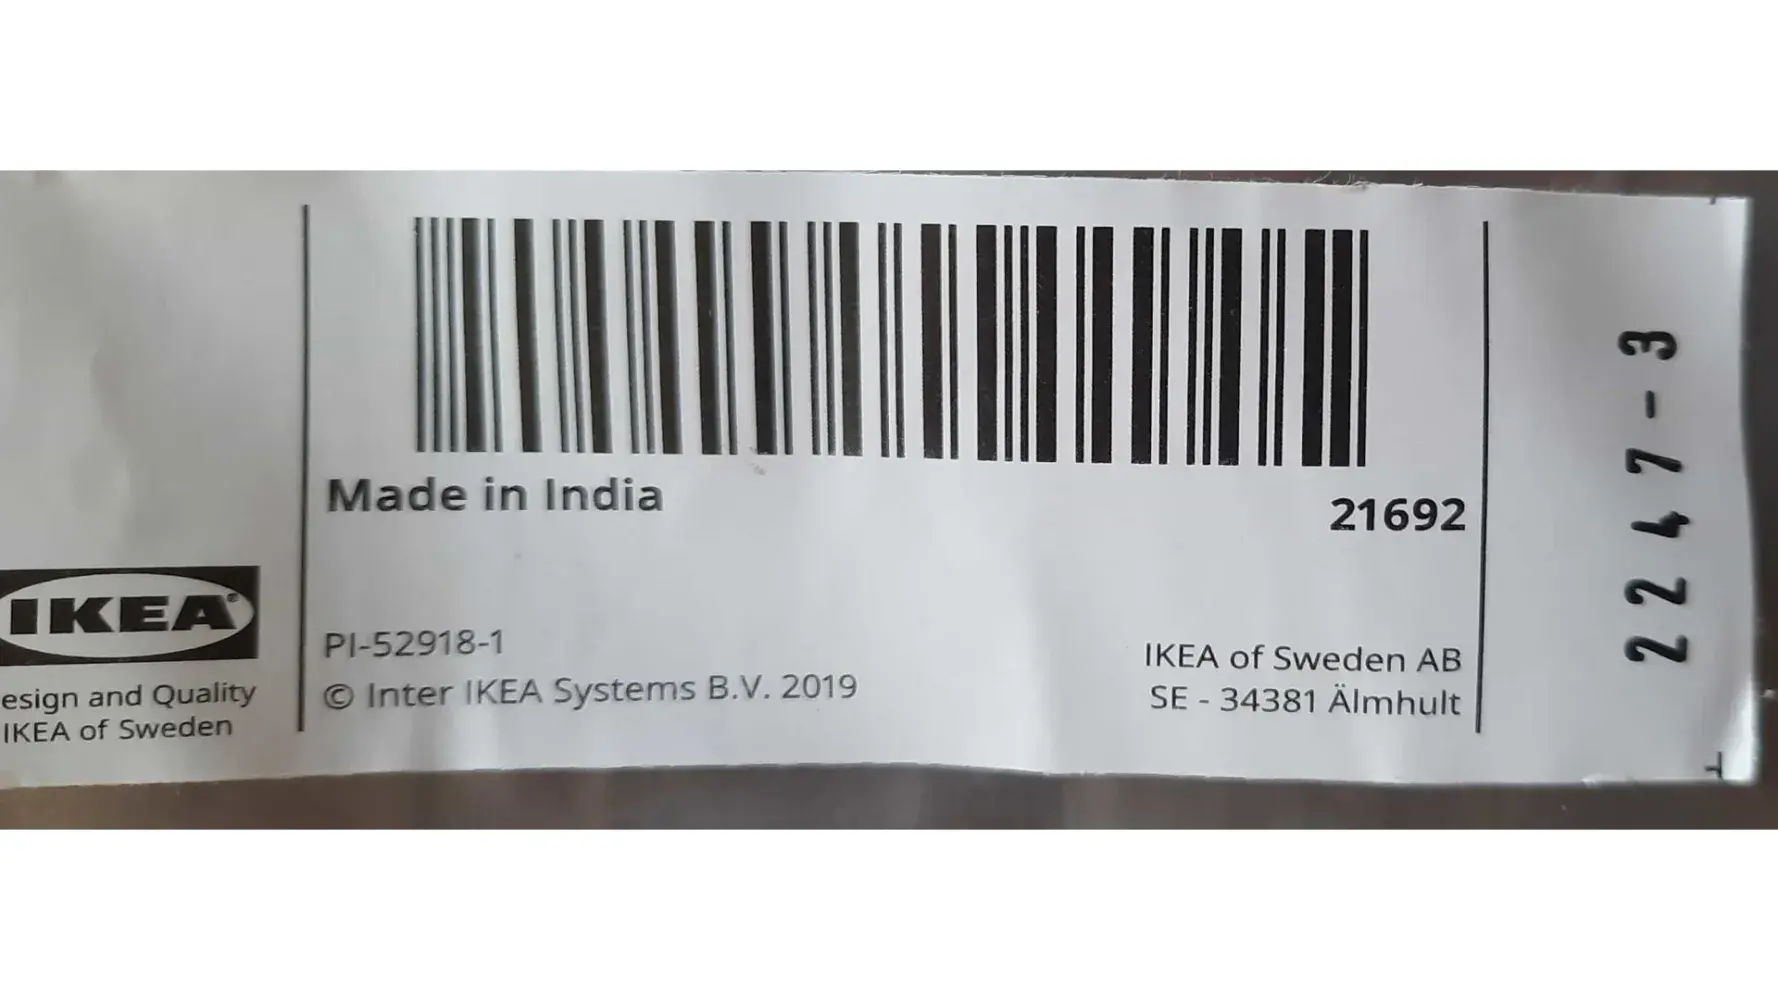 Made in India
21692
IKEA®
esign and Quality
IKEA of Sweden
PI-52918-1
© Inter IKEA Systems B.V. 2019
IKEA of Sweden AB
SE - 34381 Älmhult
2247-3